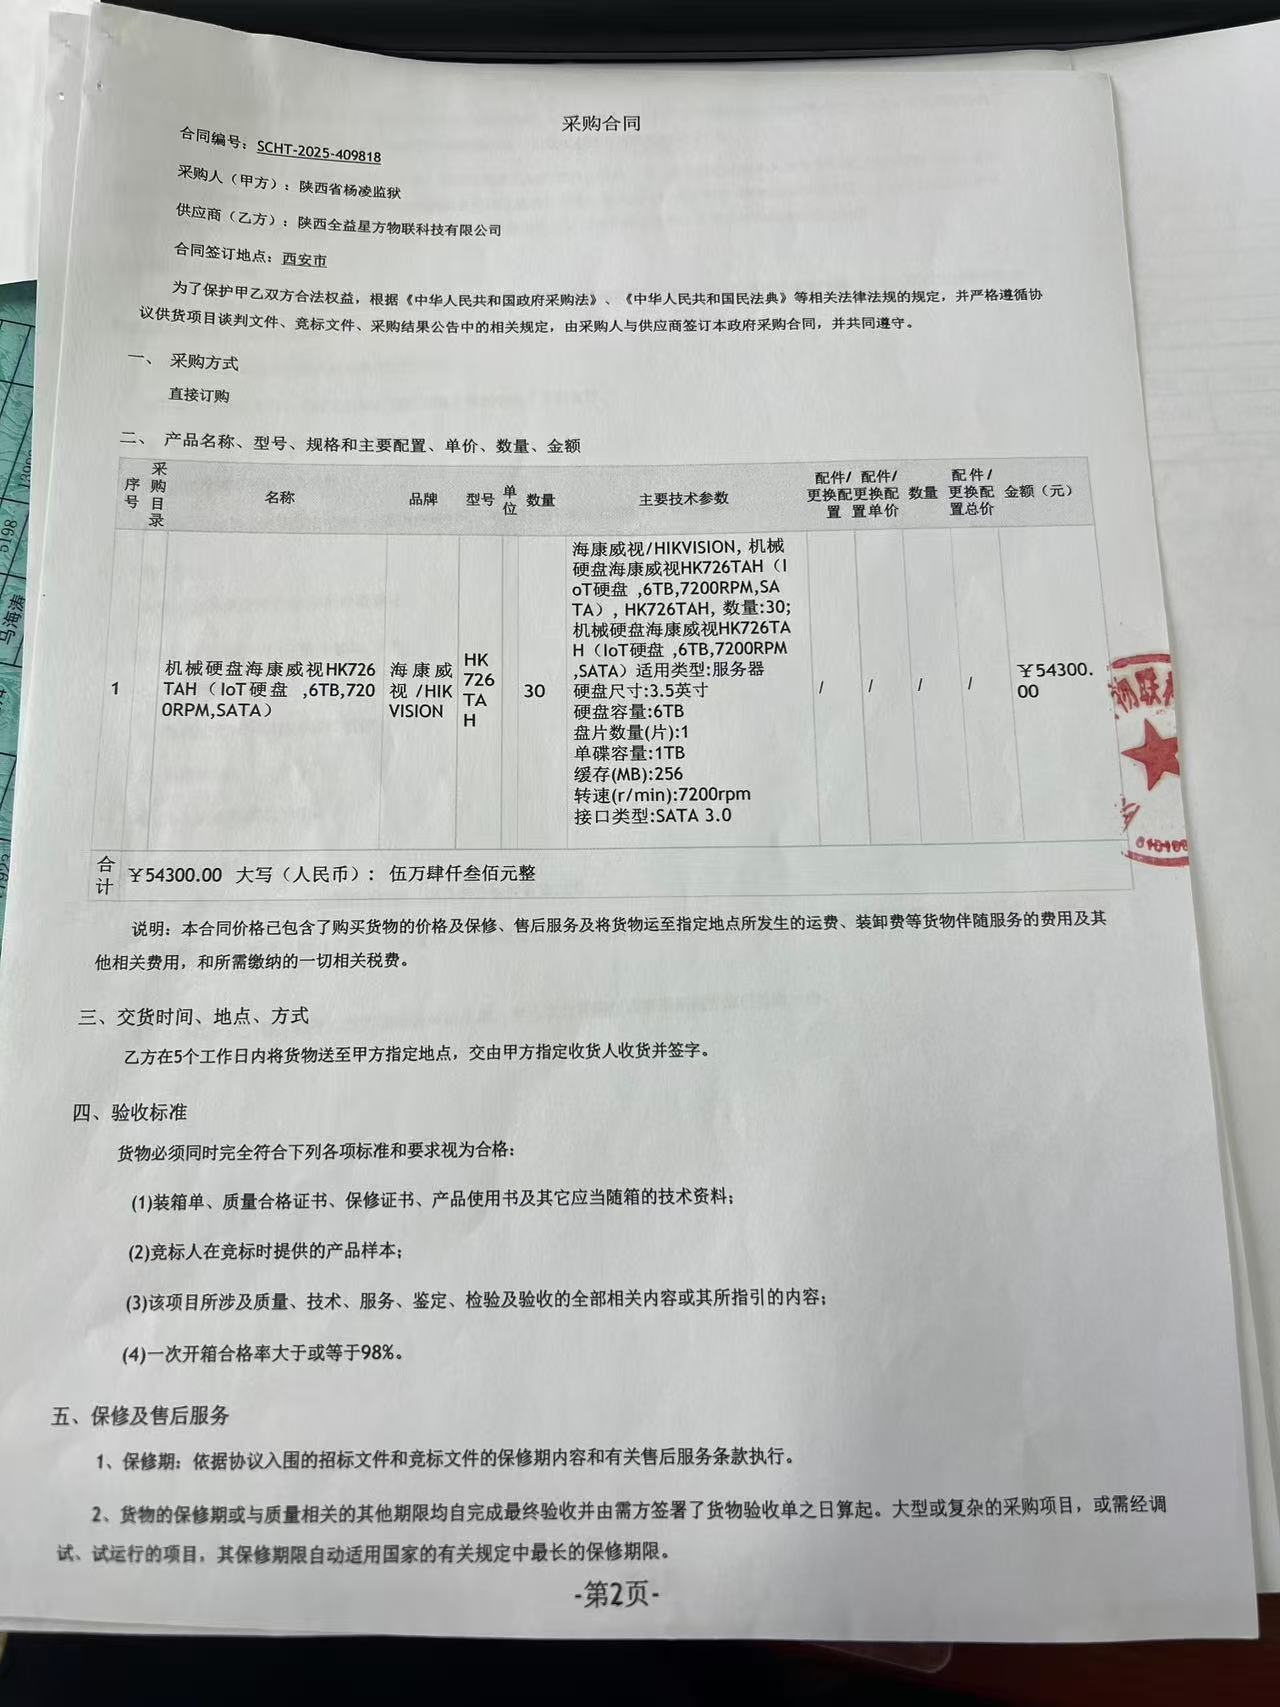 采购合同
合同编号：SCHT-2025-409818
采购人（甲方）：陕西省杨凌监狱
供应商（乙方）：陕西全益星方物联科技有限公司
合同签订地点：西安市
为了保护甲乙双方合法权益，根据《中华人民共和国政府采购法》、《中华人民共和国民法典》等相关法律法规的规定，并严格遵循协
议供货项目谈判文件、竞标文件、采购结果公告中的相关规定，由采购人与供应商签订本政府采购合同，并共同遵守。
一、 采购方式
直接订购
二、 产品名称、型号、规格和主要配置、单价、数量、金额
序号 采购目录 名称 品牌 型号 单位 数量 主要技术参数 配件/更换配置 配件/更换配置单价 数量 配件/更换配置总价 金额（元）
1
机械硬盘海康威视HK726
TAH（IoT硬盘 ,6TB,720
0RPM,SATA）
海康威
视/HIK
VISION
HK
726
TA
H
30
海康威视/HIKVISION, 机械
硬盘海康威视HK726TAH（I
oT硬盘 ,6TB,7200RPM,SA
TA）, HK726TAH, 数量:30;
机械硬盘海康威视HK726TA
H（IoT硬盘 ,6TB,7200RPM
,SATA）适用类型:服务器
硬盘尺寸:3.5英寸
硬盘容量:6TB
盘片数量(片):1
单碟容量:1TB
缓存(MB):256
转速(r/min):7200rpm
接口类型:SATA 3.0
/ / / /
￥54300.
00
合计 ￥54300.00 大写（人民币）： 伍万肆仟叁佰元整
说明：本合同价格已包含了购买货物的价格及保修、售后服务及将货物运至指定地点所发生的运费、装卸费等货物伴随服务的费用及其
他相关费用，和所需缴纳的一切相关税费。
三、交货时间、地点、方式
乙方在5个工作日内将货物送至甲方指定地点，交由甲方指定收货人收货并签字。
四、验收标准
货物必须同时完全符合下列各项标准和要求视为合格：
(1)装箱单、质量合格证书、保修证书、产品使用书及其它应当随箱的技术资料；
(2)竞标人在竞标时提供的产品样本；
(3)该项目所涉及质量、技术、服务、鉴定、检验及验收的全部相关内容或其所指引的内容；
(4)一次开箱合格率大于或等于98%。
五、保修及售后服务
1、保修期：依据协议入围的招标文件和竞标文件的保修期内容和有关售后服务条款执行。
2、货物的保修期或与质量相关的其他期限均自完成最终验收并由需方签署了货物验收单之日算起。大型或复杂的采购项目，或需经调
试、试运行的项目，其保修期限自动适用国家的有关规定中最长的保修期限。
-第2页-
物联
5198
马海涛